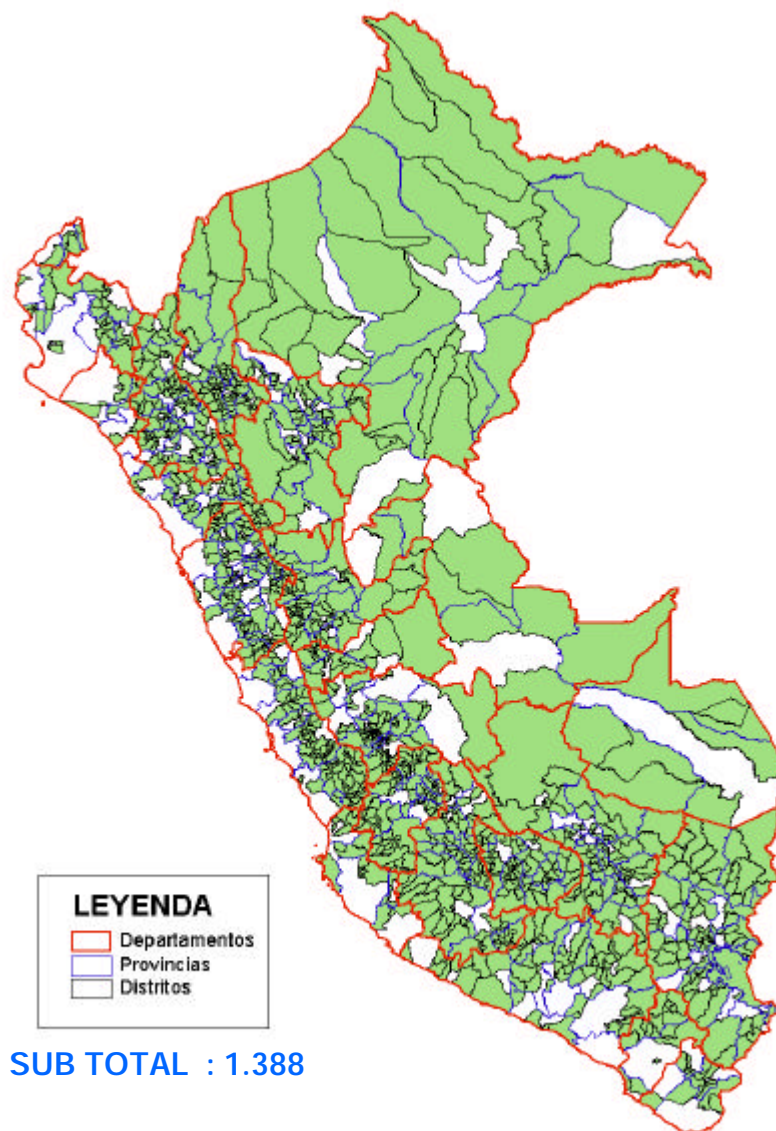 LEYENDA
Departamentos
Provincias
Distritos
SUB TOTAL : 1.388